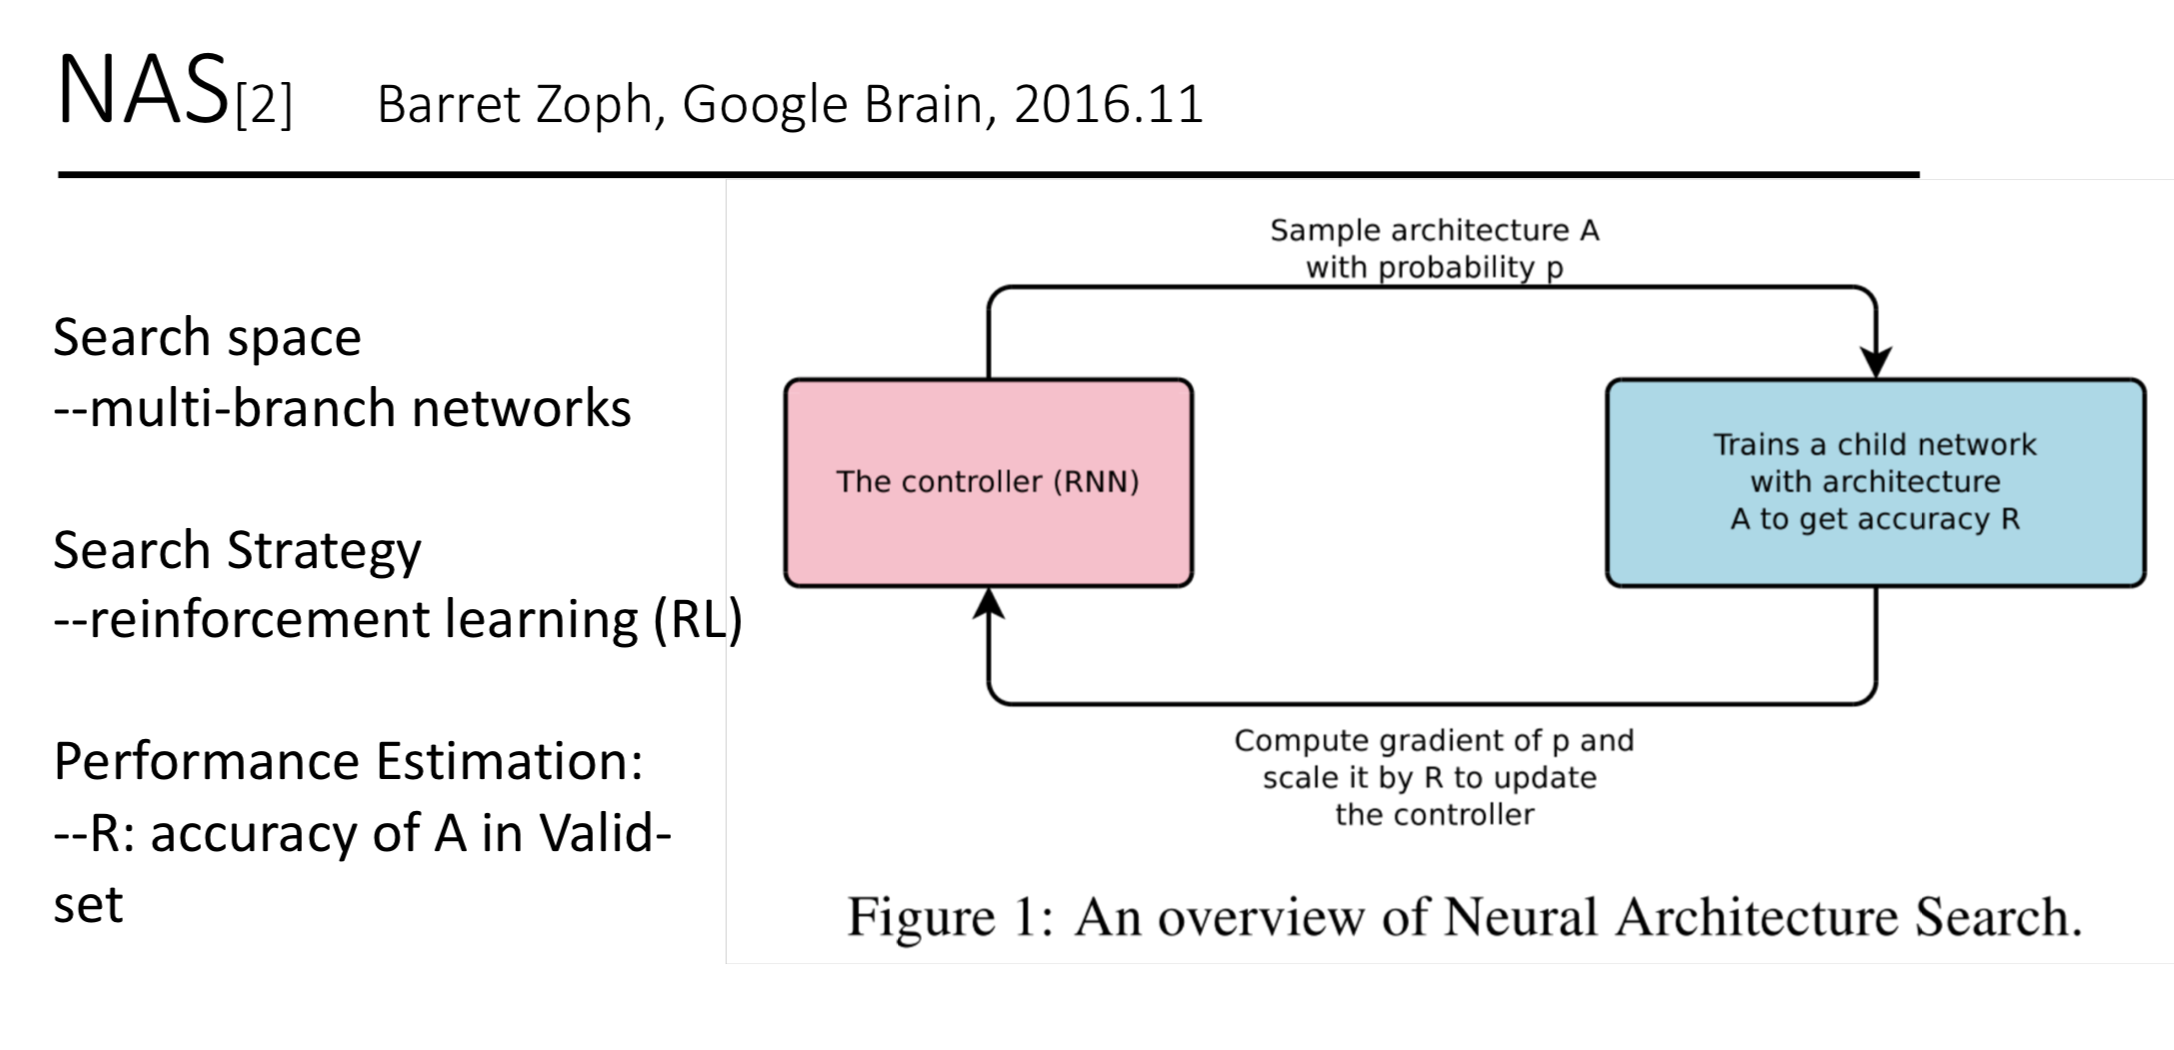 NAS[2] Barret Zoph, Google Brain, 2016.11
Search space
--multi-branch networks
Search Strategy
--reinforcement learning (RL)
Performance Estimation:
--R: accuracy of A in Valid-
set
Sample architecture A
with probability p
The controller (RNN)
Trains a child network
with architecture
A to get accuracy R
Compute gradient of p and
scale it by R to update
the controller
Figure 1: An overview of Neural Architecture Search.